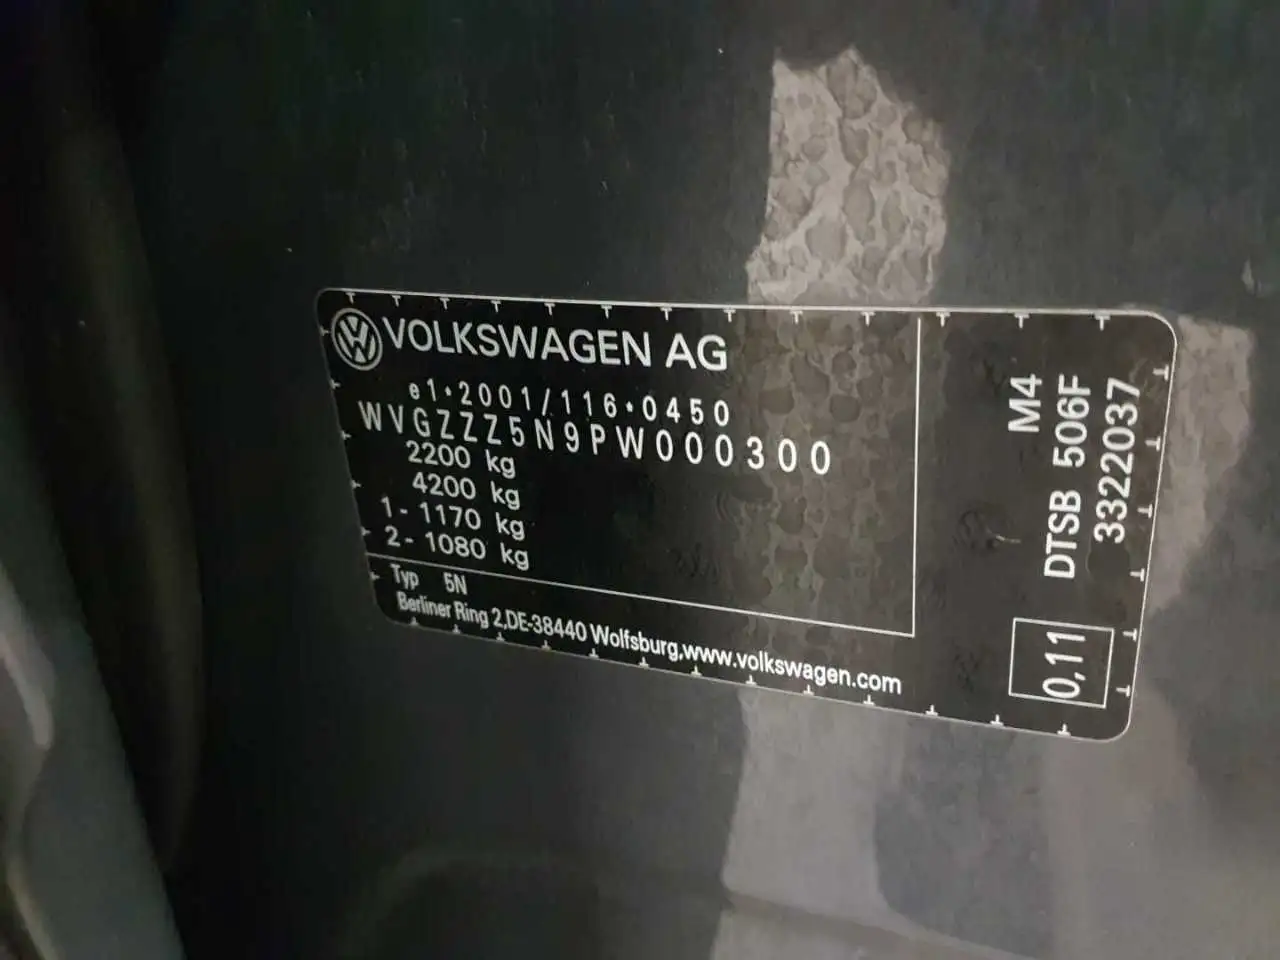 VOLKSWAGEN AG
e1*2001/116*0450
WVGZZZ5N9PW000300
2200 kg
4200 kg
1- 1170 kg
2- 1080 kg
Typ 5N
Berliner Ring 2,DE-38440 Wolfsburg,www.volkswagen.com
M4
DTSB 506F
33322037
0,11